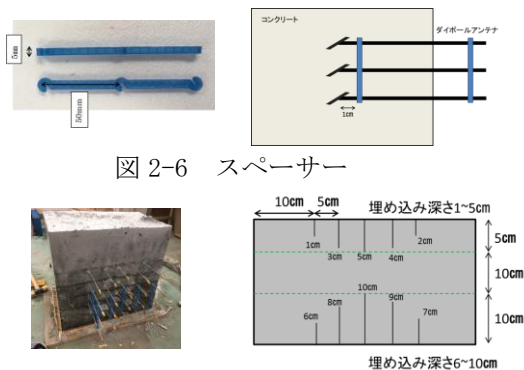 5mm
50mm
コンクリート
ダイポールアンテナ
1cm
図 2-6 スペーサー
10cm
5cm
埋め込み深さ1~5cm
1cm
3cm
5cm
4cm
2cm
5cm
10cm
10cm
6cm
8cm
10cm
9cm
7cm
埋め込み深さ6~10cm